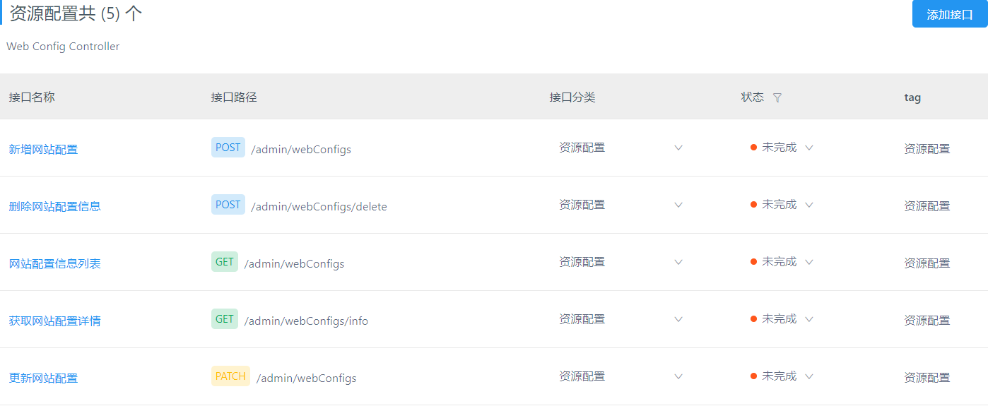 资源配置共 (5) 个 添加接口
Web Config Controller
接口名称 接口路径 接口分类 状态 tag
新增网站配置 POST /admin/webConfigs 资源配置 未完成 资源配置
删除网站配置信息 POST /admin/webConfigs/delete 资源配置 未完成 资源配置
网站配置信息列表 GET /admin/webConfigs 资源配置 未完成 资源配置
获取网站配置详情 GET /admin/webConfigs/info 资源配置 未完成 资源配置
更新网站配置 PATCH /admin/webConfigs 资源配置 未完成 资源配置